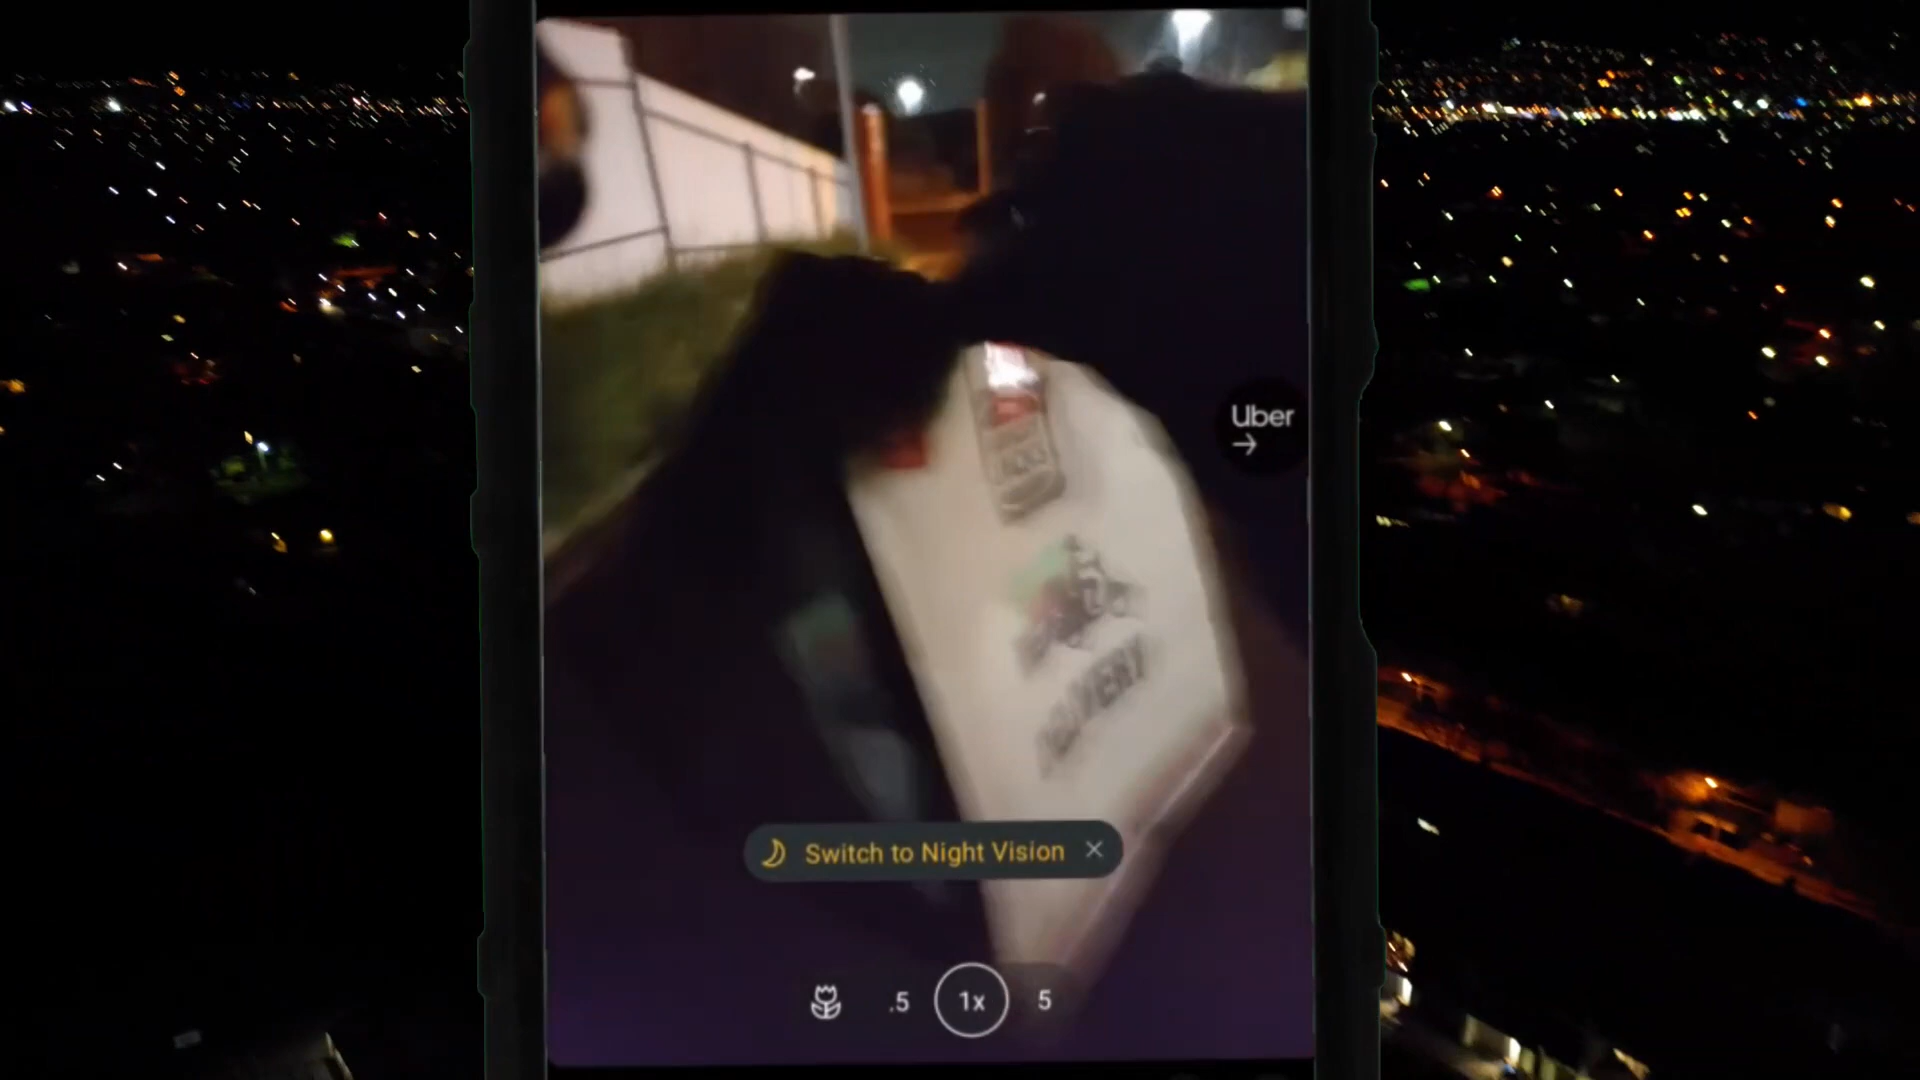 Uber
→
Switch to Night Vision ×
.5 1x 5